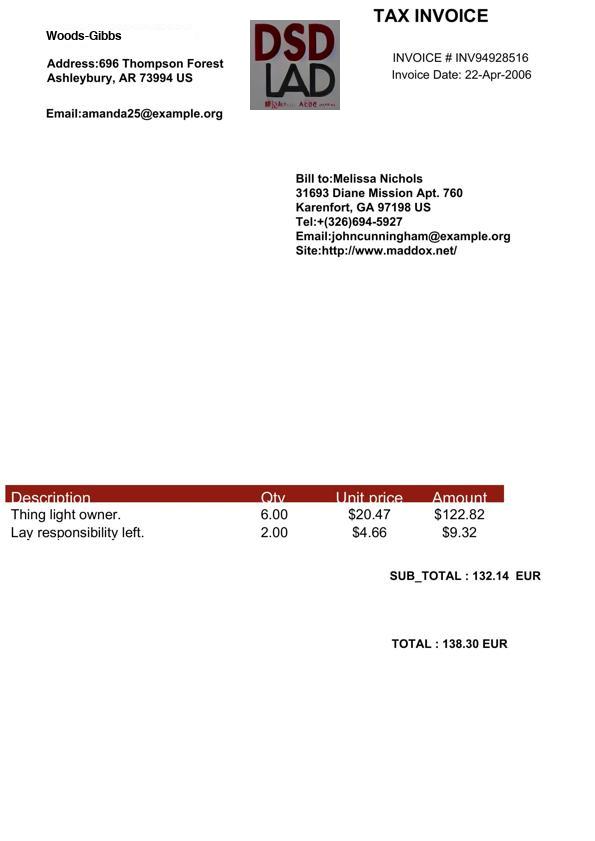 TAX INVOICE
Woods-Gibbs
Address:696 Thompson Forest
Ashleybury, AR 73994 US
Email:amanda25@example.org
DSD
LAD
INVOICE # INV94928516
Invoice Date: 22-Apr-2006
Bill to:Melissa Nichols
31693 Diane Mission Apt. 760
Karenfort, GA 97198 US
Tel:+(326)694-5927
Email:johncunningham@example.org
Site:http://www.maddox.net/
Description Qty Unit price Amount
Thing light owner. 6.00 $20.47 $122.82
Lay responsibility left. 2.00 $4.66 $9.32
SUB_TOTAL : 132.14 EUR
TOTAL : 138.30 EUR